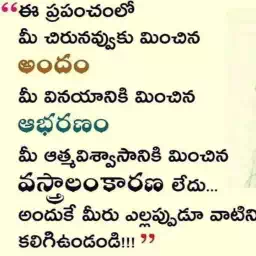 “ఈ ప్రపంచంలో
మీ చిరునవ్వుకు మించిన
అందం
మీ వినయానికి మించిన
ఆభరణం
మీ ఆత్మవిశ్వాసానికి మించిన
వస్త్రాలంకారణ లేదు...
అందుకే మీరు ఎల్లప్పుడూ వాటిని
కలిగిఉండండి!!! ”